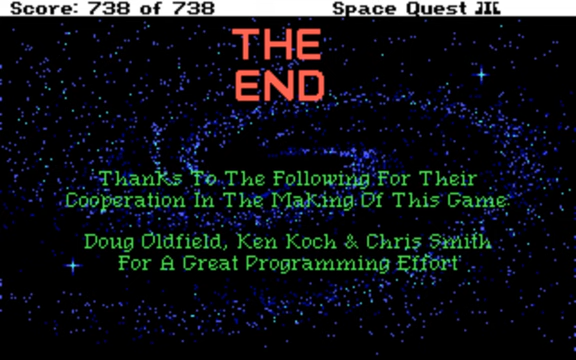 Score: 738 of 738 Space Quest III
THE
END
Thanks To The Following For Their
Cooperation In The Making Of This Game
Doug Oldfield, Ken Koch & Chris Smith
For A Great Programming Effort